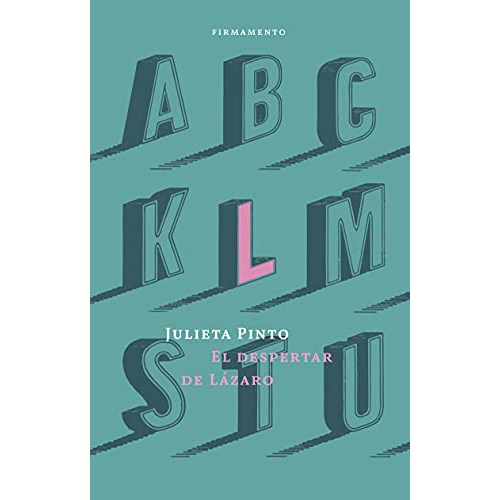 FIRMAMENTO
A B C
K L M
JULIETA PINTO
EL DESPERTAR
DE LÁZARO
S T U